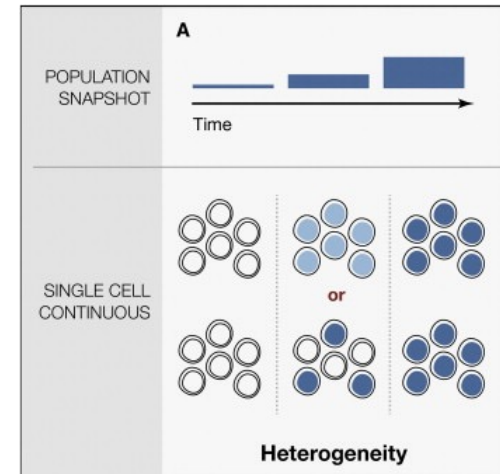 A
POPULATION
SNAPSHOT
Time
SINGLE CELL
CONTINUOUS
or
Heterogeneity